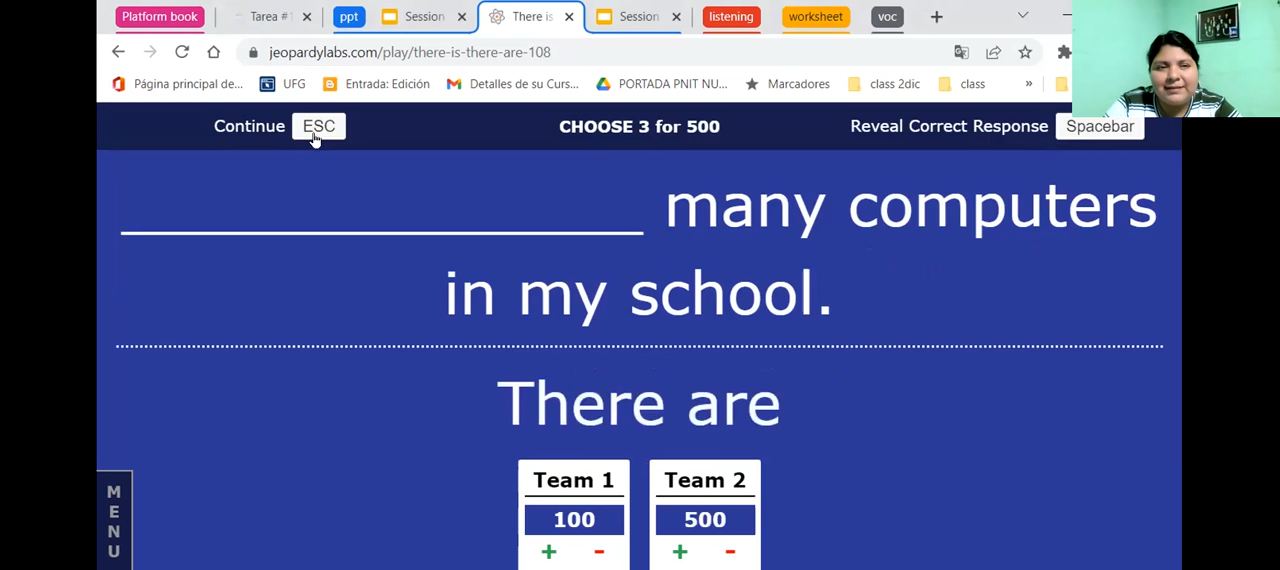 Platform book Tarea #1 ppt Session There is Session listening worksheet voc
jeopardylabs.com/play/there-is-there-are-108
Página principal de... UFG Entrada: Edición Detalles de su Curs... PORTADA PNIT NU... Marcadores class 2dic class »
Continue ESC CHOOSE 3 for 500 Reveal Correct Response Spacebar
____________________ many computers
in my school.
There are
Team 1 Team 2
100 500
+ - + -
MENU